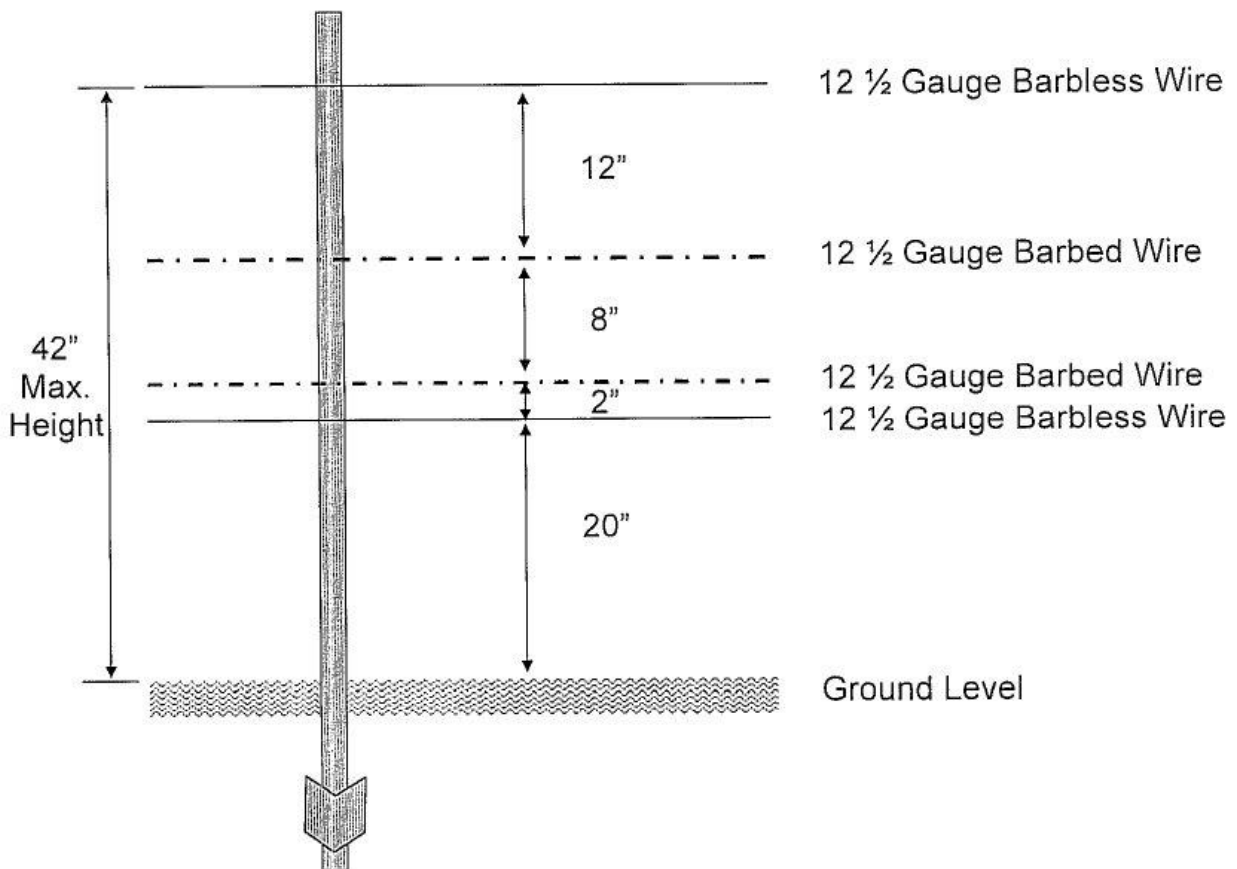 12 ½ Gauge Barbless Wire
12”
12 ½ Gauge Barbed Wire
8”
42”
Max.
Height
12 ½ Gauge Barbed Wire
2”
12 ½ Gauge Barbless Wire
20”
Ground Level